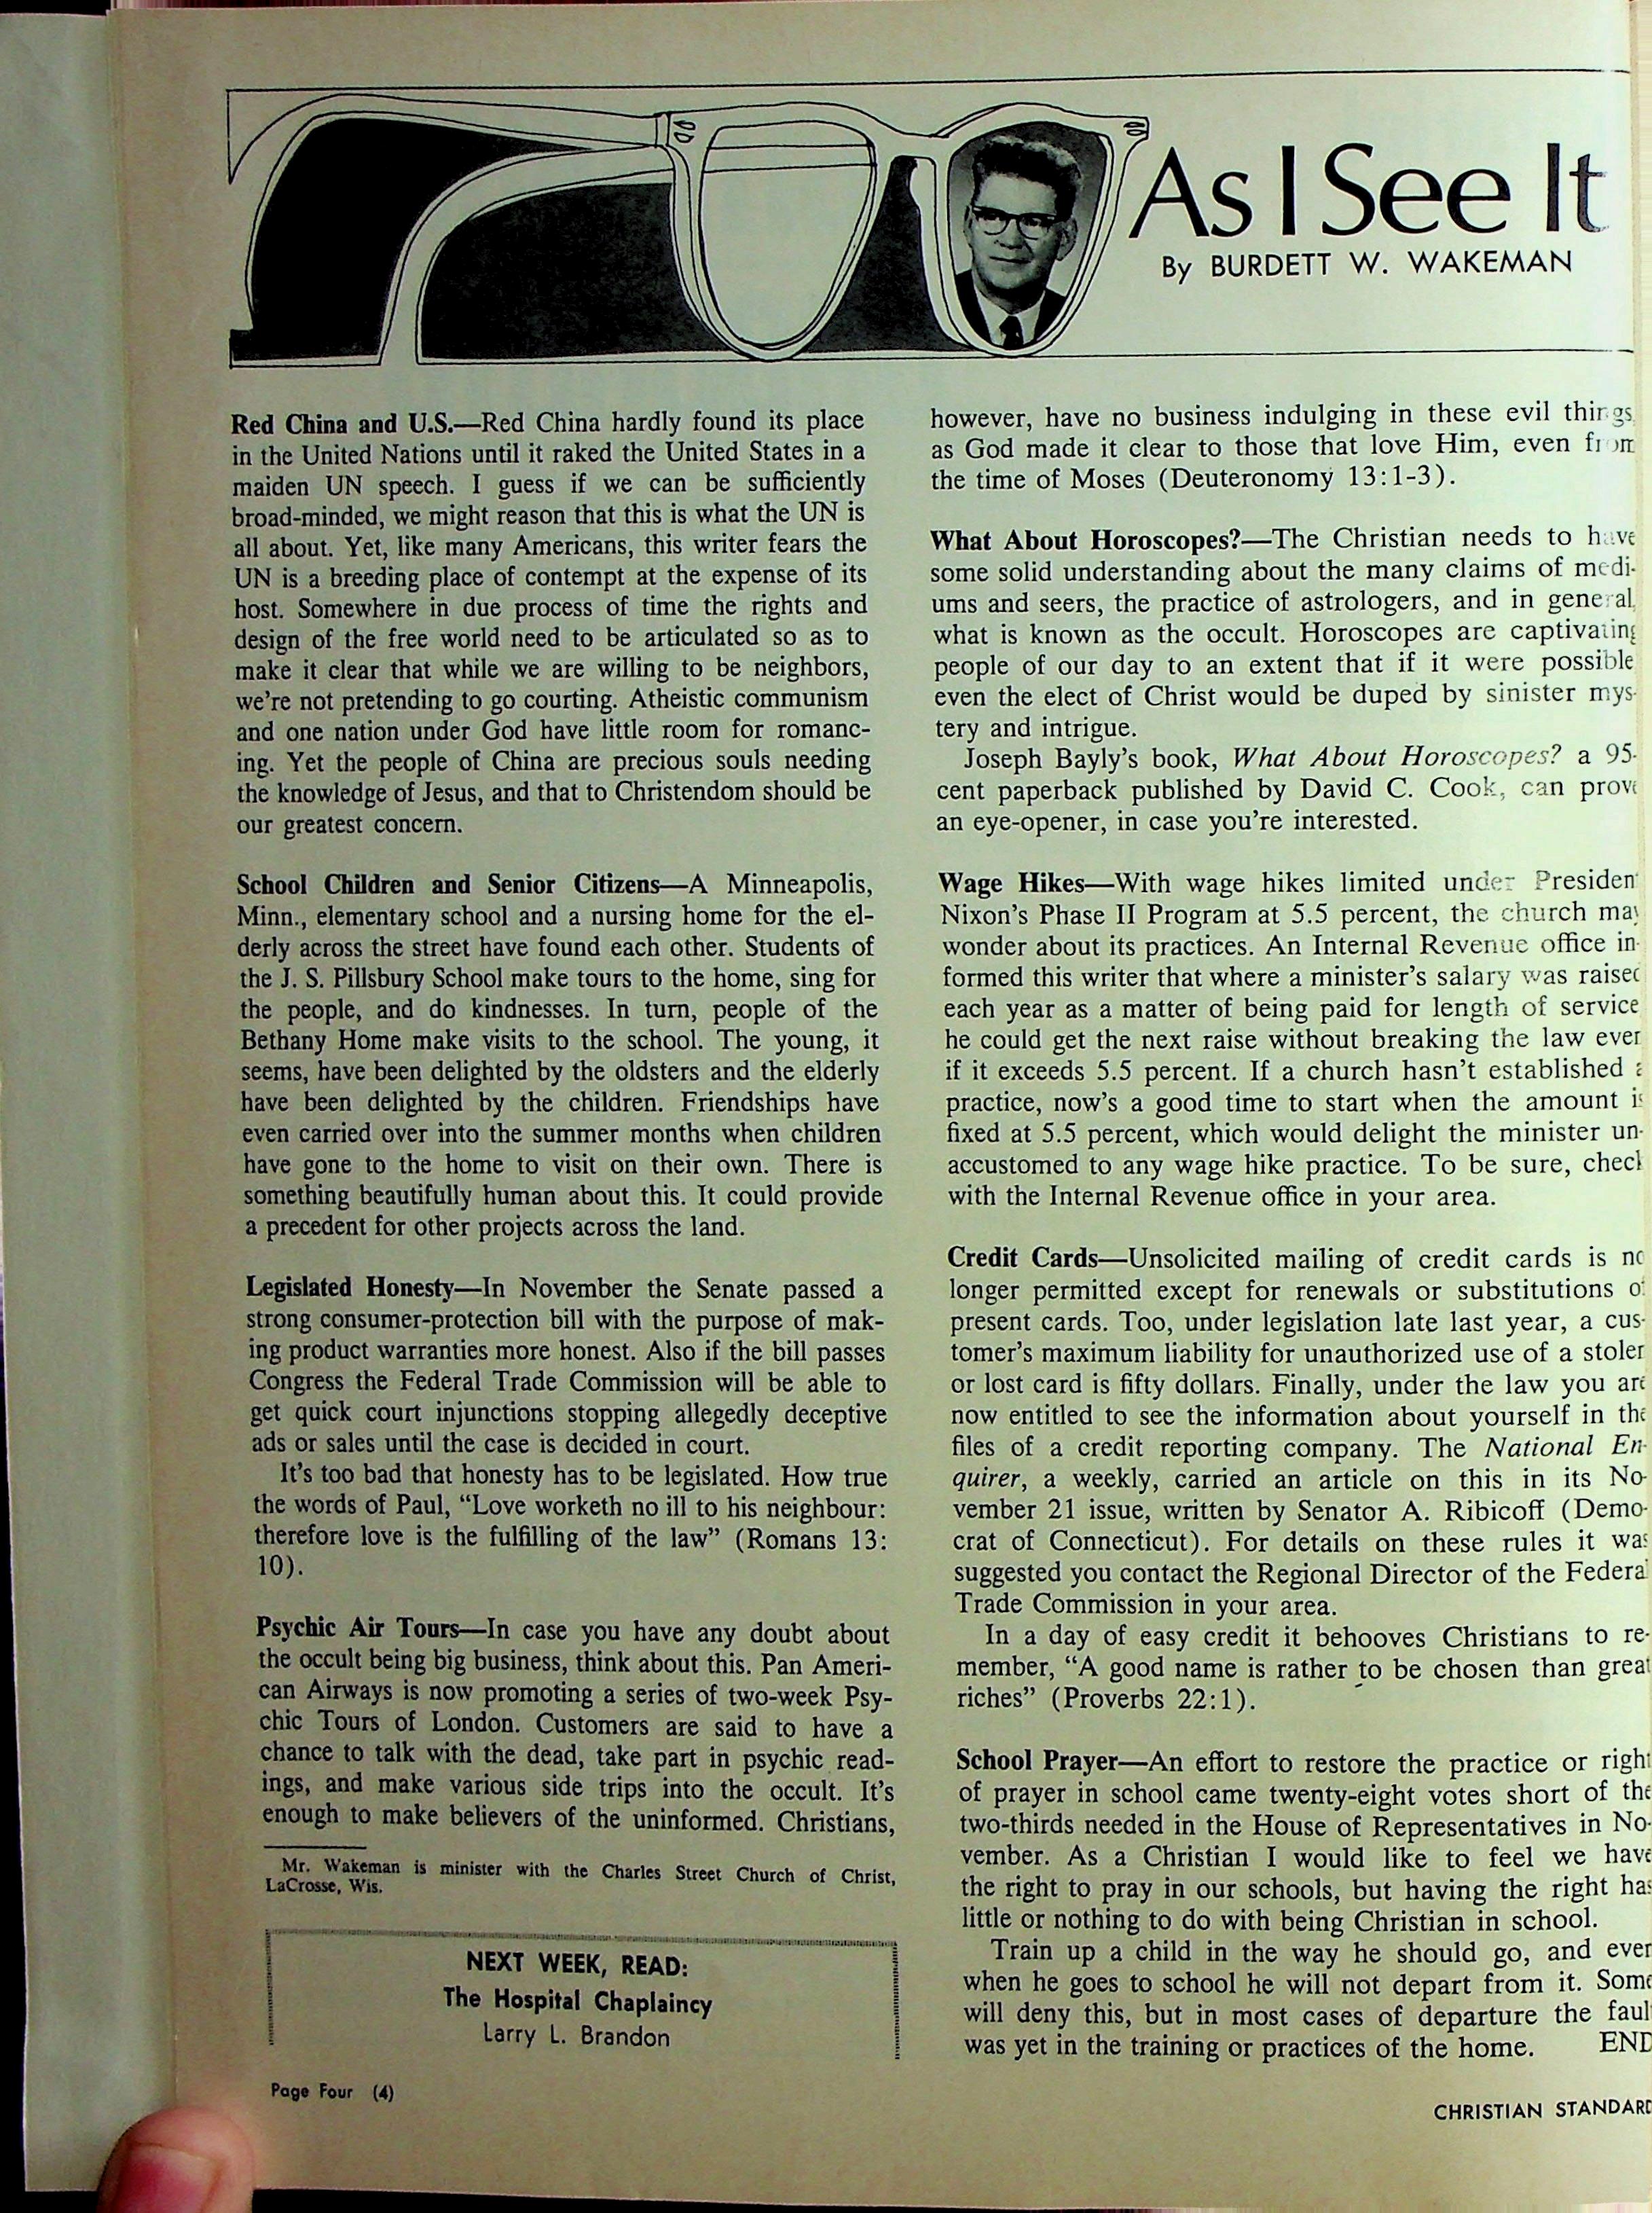 As I See It
By BURDETT W. WAKEMAN
Red China and U.S.—Red China hardly found its place
in the United Nations until it raked the United States in a
maiden UN speech. I guess if we can be sufficiently
broad-minded, we might reason that this is what the UN is
all about. Yet, like many Americans, this writer fears the
UN is a breeding place of contempt at the expense of its
host. Somewhere in due process of time the rights and
design of the free world need to be articulated so as to
make it clear that while we are willing to be neighbors,
we're not pretending to go courting. Atheistic communism
and one nation under God have little room for romanc-
ing. Yet the people of China are precious souls needing
the knowledge of Jesus, and that to Christendom should be
our greatest concern.
School Children and Senior Citizens—A Minneapolis,
Minn., elementary school and a nursing home for the el-
derly across the street have found each other. Students of
the J. S. Pillsbury School make tours to the home, sing for
the people, and do kindnesses. In turn, people of the
Bethany Home make visits to the school. The young, it
seems, have been delighted by the oldsters and the elderly
have been delighted by the children. Friendships have
even carried over into the summer months when children
have gone to the home to visit on their own. There is
something beautifully human about this. It could provide
a precedent for other projects across the land.
Legislated Honesty—In November the Senate passed a
strong consumer-protection bill with the purpose of mak-
ing product warranties more honest. Also if the bill passes
Congress the Federal Trade Commission will be able to
get quick court injunctions stopping allegedly deceptive
ads or sales until the case is decided in court.
It's too bad that honesty has to be legislated. How true
the words of Paul, “Love worketh no ill to his neighbour:
therefore love is the fulfilling of the law” (Romans 13:
10).
Psychic Air Tours—In case you have any doubt about
the occult being big business, think about this. Pan Ameri-
can Airways is now promoting a series of two-week Psy-
chic Tours of London. Customers are said to have a
chance to talk with the dead, take part in psychic read-
ings, and make various side trips into the occult. It's
enough to make believers of the uninformed. Christians,
Mr. Wakeman is minister with the Charles Street Church of Christ,
LaCrosse, Wis.
NEXT WEEK, READ:
The Hospital Chaplaincy
Larry L. Brandon
Page Four (4)
however, have no business indulging in these evil things
as God made it clear to those that love Him, even from
the time of Moses (Deuteronomy 13:1-3).
What About Horoscopes?—The Christian needs to have
some solid understanding about the many claims of medi-
ums and seers, the practice of astrologers, and in general,
what is known as the occult. Horoscopes are captivating
people of our day to an extent that if it were possible
even the elect of Christ would be duped by sinister mys-
tery and intrigue.
Joseph Bayly's book, What About Horoscopes? a 95-
cent paperback published by David C. Cook, can prove
an eye-opener, in case you're interested.
Wage Hikes—With wage hikes limited under President
Nixon's Phase II Program at 5.5 percent, the church may
wonder about its practices. An Internal Revenue office in-
formed this writer that where a minister's salary was raised
each year as a matter of being paid for length of service
he could get the next raise without breaking the law even
if it exceeds 5.5 percent. If a church hasn't established a
practice, now's a good time to start when the amount is
fixed at 5.5 percent, which would delight the minister un-
accustomed to any wage hike practice. To be sure, check
with the Internal Revenue office in your area.
Credit Cards—Unsolicited mailing of credit cards is no
longer permitted except for renewals or substitutions of
present cards. Too, under legislation late last year, a cus-
tomer's maximum liability for unauthorized use of a stolen
or lost card is fifty dollars. Finally, under the law you are
now entitled to see the information about yourself in the
files of a credit reporting company. The National En-
quirer, a weekly, carried an article on this in its No-
vember 21 issue, written by Senator A. Ribicoff (Demo-
crat of Connecticut). For details on these rules it was
suggested you contact the Regional Director of the Federal
Trade Commission in your area.
In a day of easy credit it behooves Christians to re-
member, “A good name is rather to be chosen than great
riches” (Proverbs 22:1).
School Prayer—An effort to restore the practice or right
of prayer in school came twenty-eight votes short of the
two-thirds needed in the House of Representatives in No-
vember. As a Christian I would like to feel we have
the right to pray in our schools, but having the right has
little or nothing to do with being Christian in school.
Train up a child in the way he should go, and even
when he goes to school he will not depart from it. Some
will deny this, but in most cases of departure the fault
was yet in the training or practices of the home. END
CHRISTIAN STANDARD